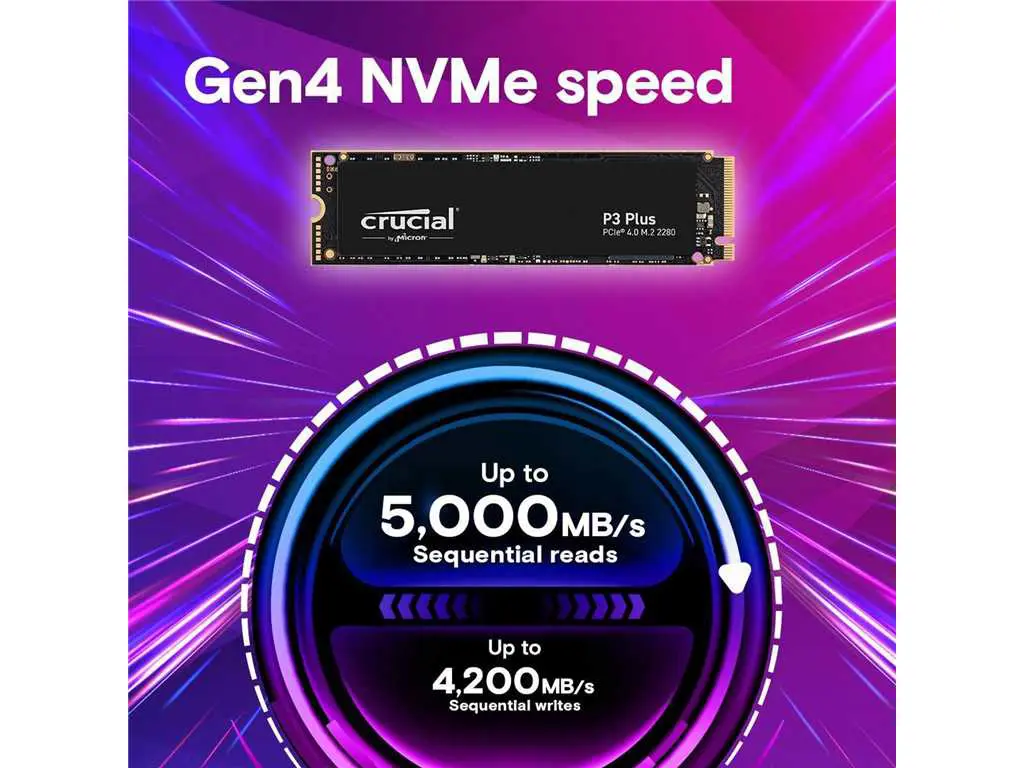 Gen4 NVMe speed
crucial
by Micron
P3 Plus
PCIe® 4.0 M.2 2280
Up to
5,000MB/s
Sequential reads
Up to
4,200MB/s
Sequential writes